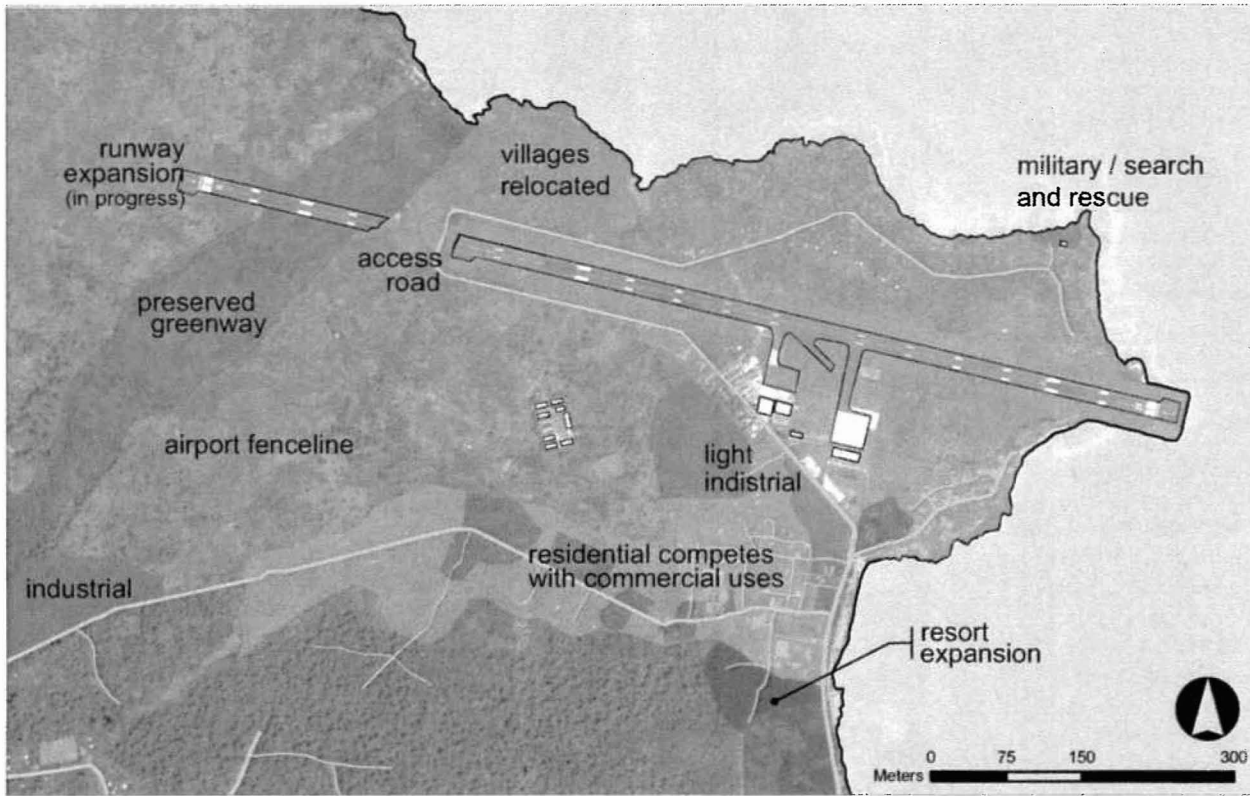 runway
expansion
(in progress)
villages
relocated
military / search
and rescue
access
road
preserved
greenway
airport fenceline
light
indistrial
residential competes
with commercial uses
industrial
resort
expansion
0 75 150 300
Meters